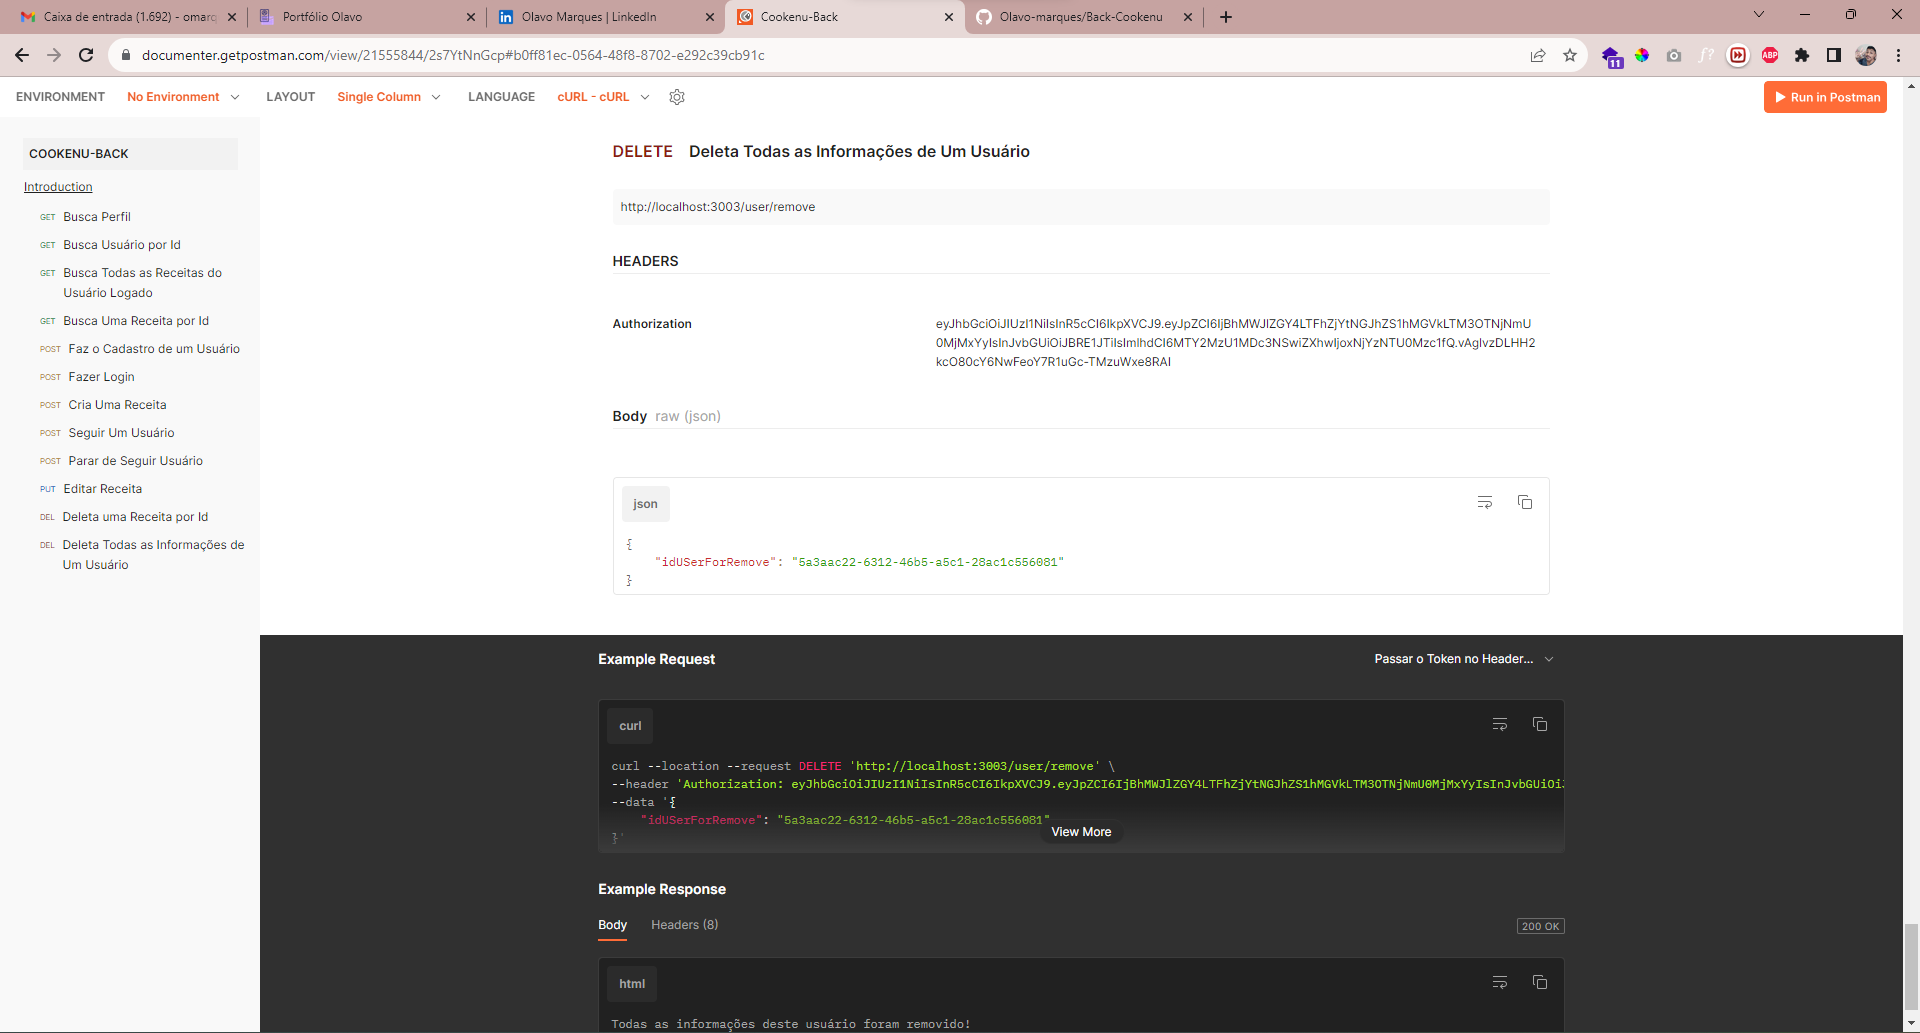 Caixa de entrada (1.692) - omarq
Portfólio Olavo
Olavo Marques | LinkedIn
Cookenu-Back
Olavo-marques/Back-Cookenu
documenter.getpostman.com/view/21555844/2s7YtNnGcp#b0ff81ec-0564-48f8-8702-e292c39cb91c
11
f?
ABP
ENVIRONMENT No Environment LAYOUT Single Column LANGUAGE cURL - cURL
Run in Postman
COOKENU-BACK
Introduction
GET Busca Perfil
GET Busca Usuário por Id
GET Busca Todas as Receitas do
Usuário Logado
GET Busca Uma Receita por Id
POST Faz o Cadastro de um Usuário
POST Fazer Login
POST Cria Uma Receita
POST Seguir Um Usuário
POST Parar de Seguir Usuário
PUT Editar Receita
DEL Deleta uma Receita por Id
DEL Deleta Todas as Informações de
Um Usuário
DELETE Deleta Todas as Informações de Um Usuário
http://localhost:3003/user/remove
HEADERS
Authorization
Body raw (json)
json
{
"idUSerForRemove": "5a3aac22-6312-46b5-a5c1-28ac1c556081"
}
Example Request
Passar o Token no Header...
curl
curl --location --request DELETE 'http://localhost:3003/user/remove' \
--header 'Authorization:
--data '{
"idUSerForRemove": "5a3aac22-6312-46b5-a5c1-28ac1c556081"
}'
View More
Example Response
Body Headers (8)
200 OK
html
Todas as informações deste usuário foram removido!